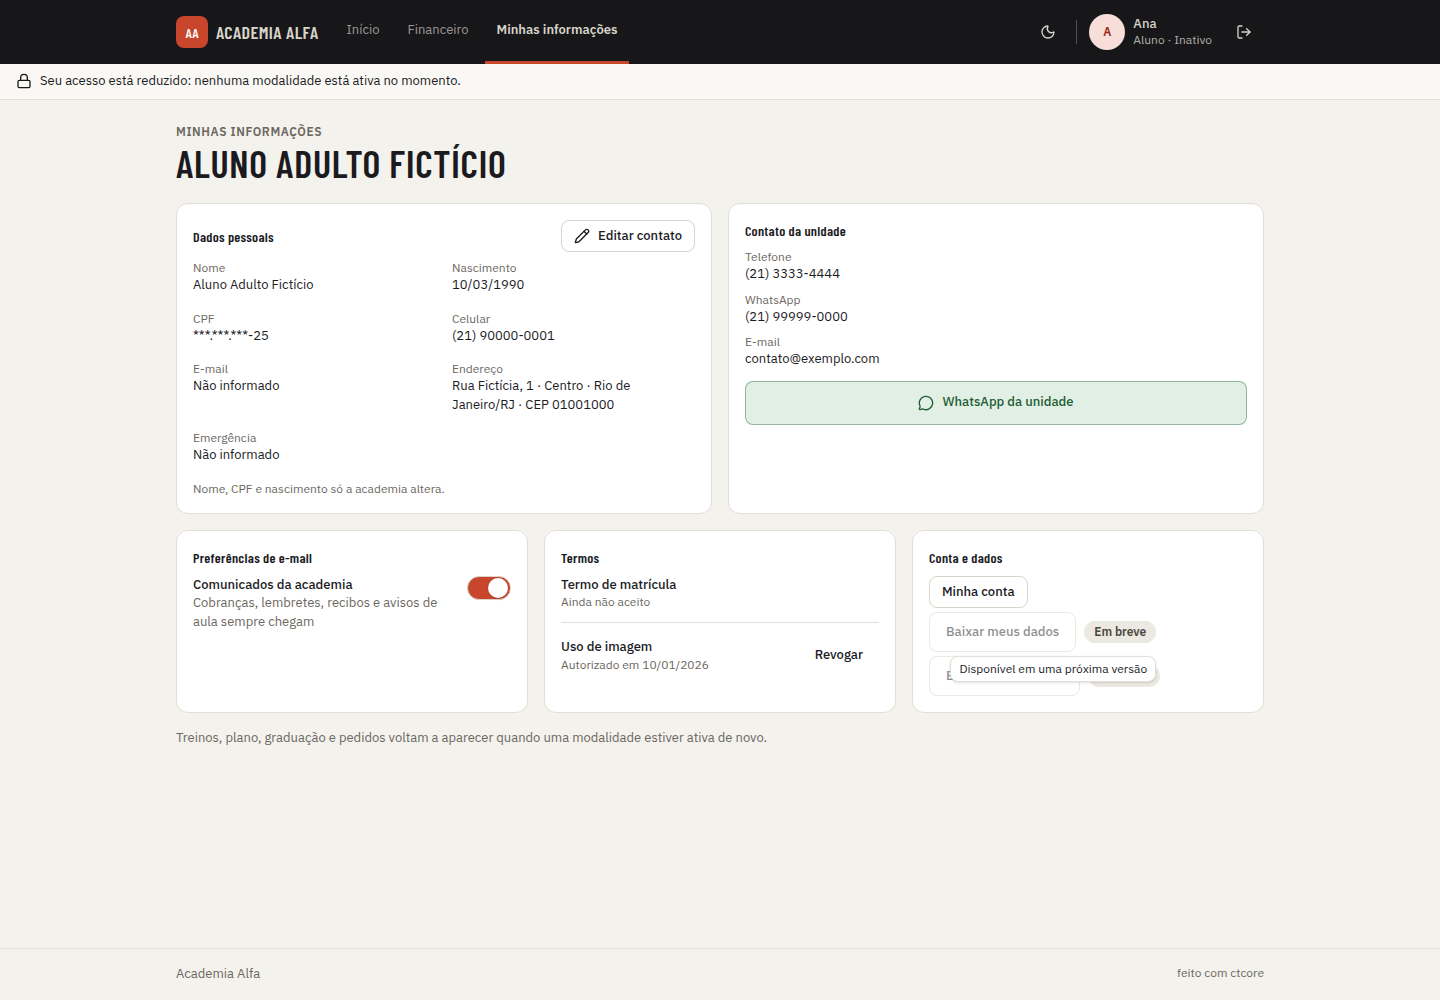 AA
ACADEMIA ALFA
Início
Financeiro
Minhas informações
A
Ana
Aluno · Inativo
Seu acesso está reduzido: nenhuma modalidade está ativa no momento.
MINHAS INFORMAÇÕES
ALUNO ADULTO FICTÍCIO
Dados pessoais
Editar contato
Nome
Aluno Adulto Fictício
Nascimento
10/03/1990
CPF
***.***.***-25
Celular
(21) 90000-0001
E-mail
Não informado
Endereço
Rua Fictícia, 1 · Centro · Rio de
Janeiro/RJ · CEP 01001000
Emergência
Não informado
Nome, CPF e nascimento só a academia altera.
Contato da unidade
Telefone
(21) 3333-4444
WhatsApp
(21) 99999-0000
E-mail
contato@exemplo.com
WhatsApp da unidade
Preferências de e-mail
Comunicados da academia
Cobranças, lembretes, recibos e avisos de
aula sempre chegam
Termos
Termo de matrícula
Ainda não aceito
Uso de imagem
Autorizado em 10/01/2026
Revogar
Conta e dados
Minha conta
Baixar meus dados
Em breve
Disponível em uma próxima versão
Treinos, plano, graduação e pedidos voltam a aparecer quando uma modalidade estiver ativa de novo.
Academia Alfa
feito com ctcore